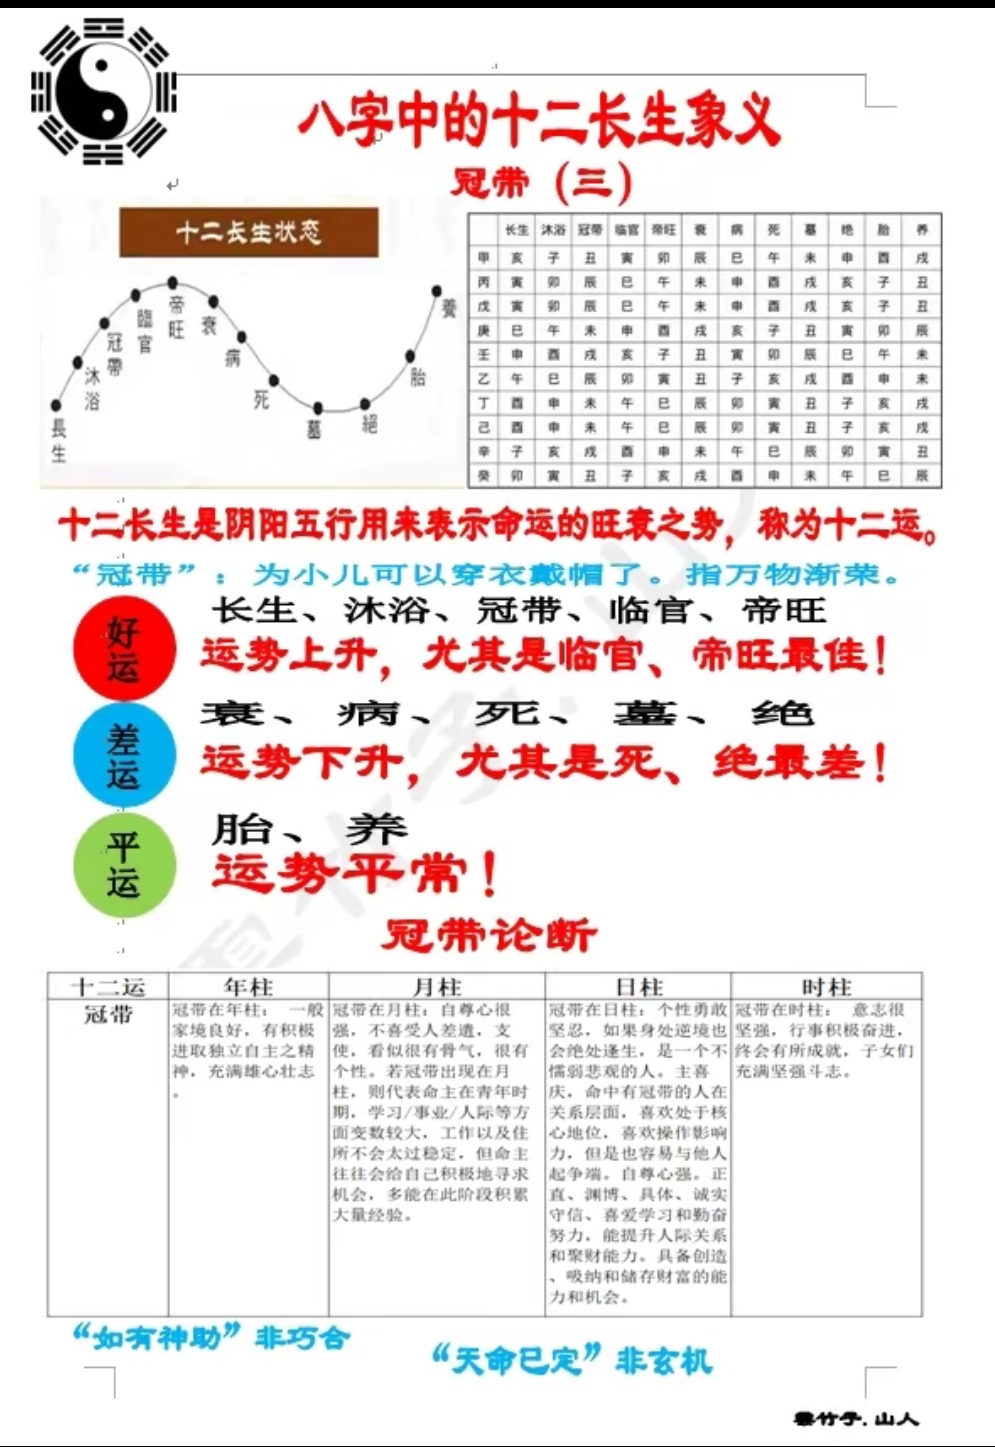 八字中的十二长生象义
冠带（三）
十二长生状态
長生
沐浴
冠帶
臨官
帝旺
衰
病
死
墓
絕
胎
養
长生 沐浴 冠带 临官 帝旺 衰 病 死 墓 绝 胎 养
甲 亥 子 丑 寅 卯 辰 巳 午 未 申 酉 戌
丙 寅 卯 辰 巳 午 未 申 酉 戌 亥 子 丑
戊 寅 卯 辰 巳 午 未 申 酉 戌 亥 子 丑
庚 巳 午 未 申 酉 戌 亥 子 丑 寅 卯 辰
壬 申 酉 戌 亥 子 丑 寅 卯 辰 巳 午 未
乙 午 巳 辰 卯 寅 丑 子 亥 戌 酉 申 未
丁 酉 申 未 午 巳 辰 卯 寅 丑 子 亥 戌
己 酉 申 未 午 巳 辰 卯 寅 丑 子 亥 戌
辛 子 亥 戌 酉 申 未 午 巳 辰 卯 寅 丑
癸 卯 寅 丑 子 亥 戌 酉 申 未 午 巳 辰
十二长生是阴阳五行用来表示命运的旺衰之势，称为十二运。
“冠带”：为小儿可以穿衣戴帽了。指万物渐荣。
好运
长生、沐浴、冠带、临官、帝旺
运势上升，尤其是临官、帝旺最佳！
差运
衰、病、死、墓、绝
运势下升，尤其是死、绝最差！
平运
胎、养
运势平常！
冠带论断
十二运 年柱 月柱 日柱 时柱
冠带
冠带在年柱： 一般
家境良好，有积极
进取独立自主之精
神，充满雄心壮志
。
冠带在月柱：自尊心很
强，不喜受人差遣，支
使，看似很有骨气，很有
个性。若冠带出现在月
柱，则代表命主在青年时
期，学习/事业/人际等方
面变数较大，工作以及住
所不会太过稳定，但命主
往往会给自己积极地寻求
机会，多能在此阶段积累
大量经验。
冠带在日柱：个性勇敢
坚忍，如果身处逆境也
会绝处逢生，是一个不
懦弱悲观的人。主喜
庆，命中有冠带的人在
关系层面，喜欢处于核
心地位，喜欢操作影响
力，但是也容易与他人
起争端。自尊心强。正
直、渊博、具体、诚实
守信、喜爱学习和勤奋
努力，能提升人际关系
和聚财能力。具备创造
、吸纳和储存财富的能
力和机会。
冠带在时柱： 意志很
坚强，行事积极奋进，
终会有所成就，子女们
充满坚强斗志。
“如有神助”非巧合
“天命已定”非玄机
雲竹子.山人